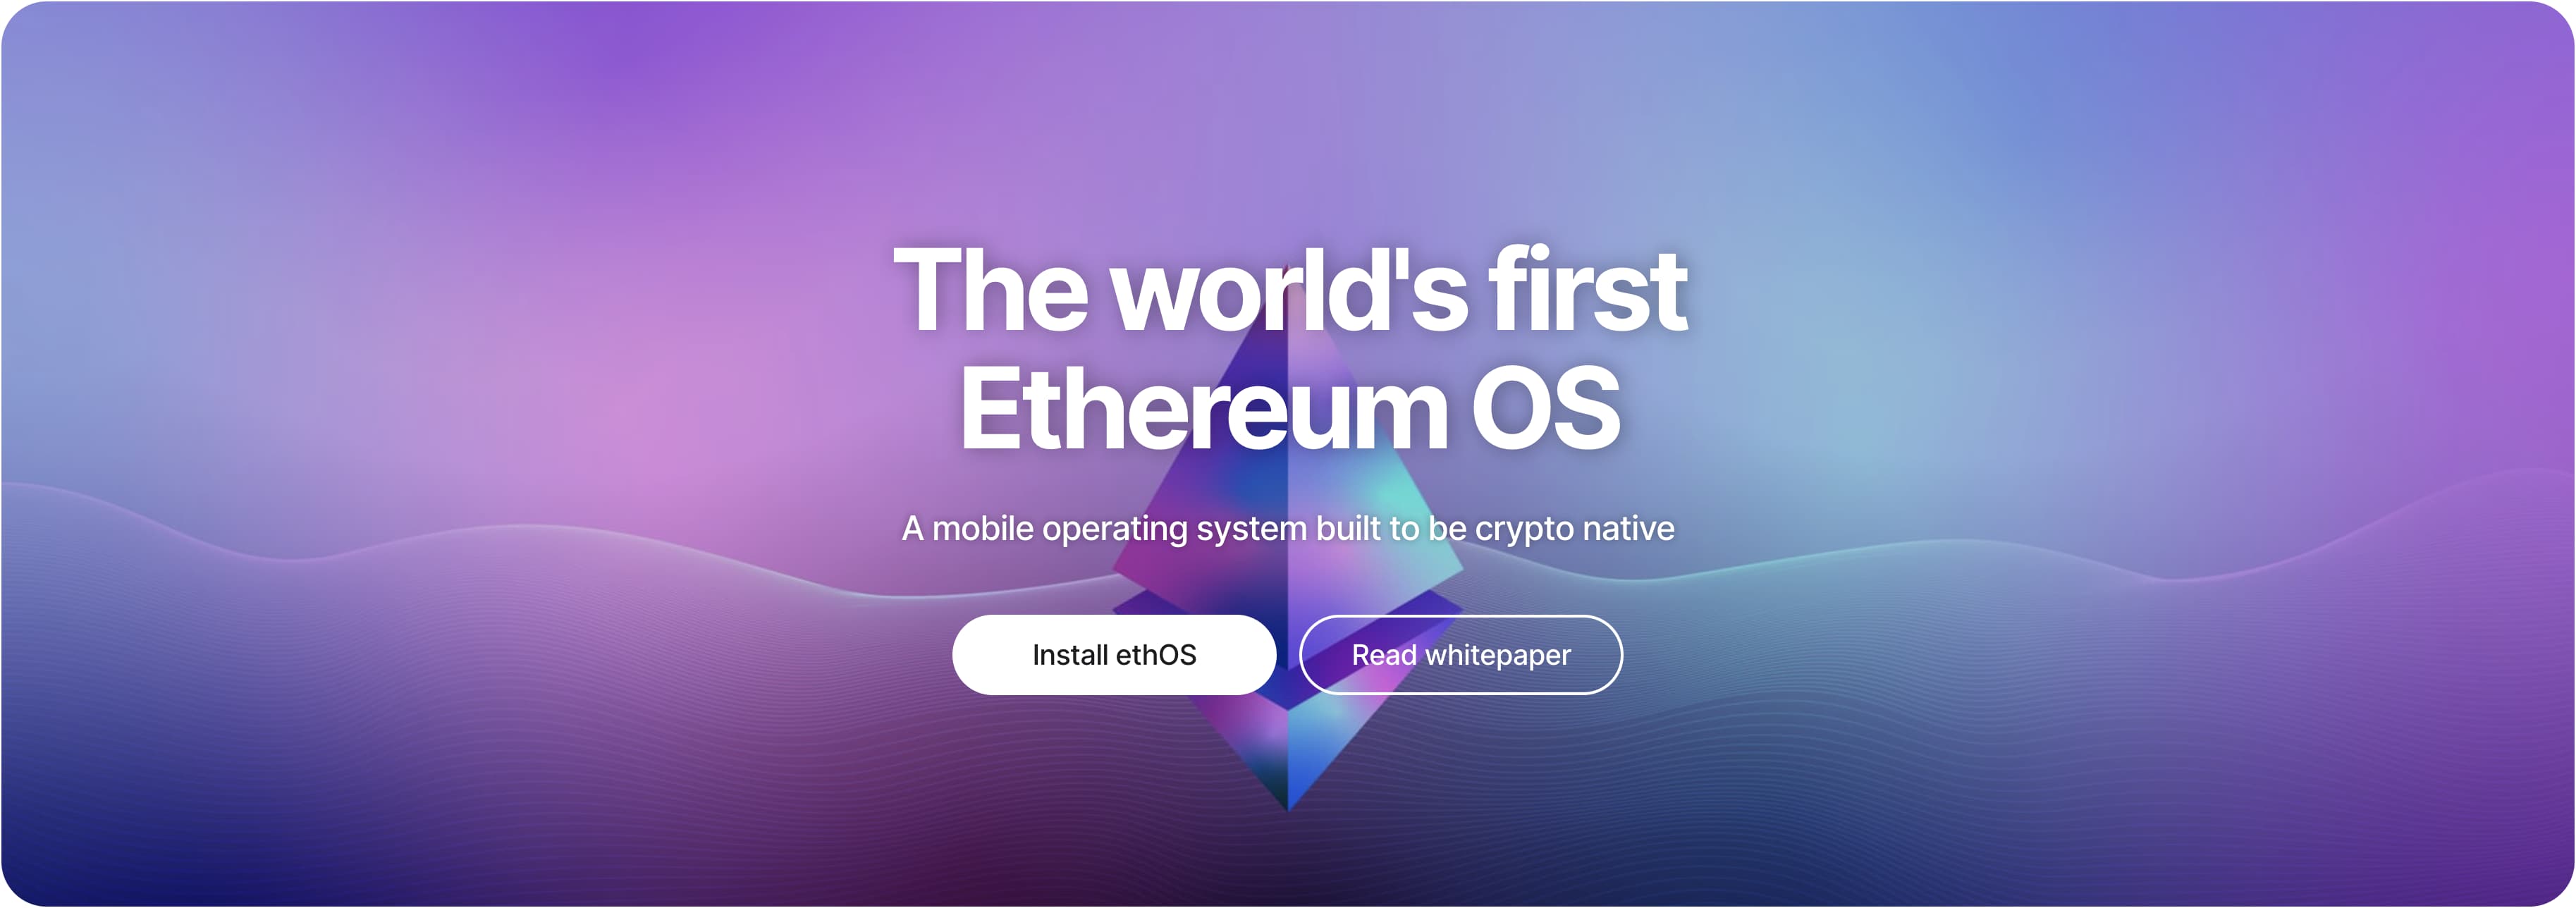 The world's first
Ethereum OS
A mobile operating system built to be crypto native
Install ethOS
Read whitepaper